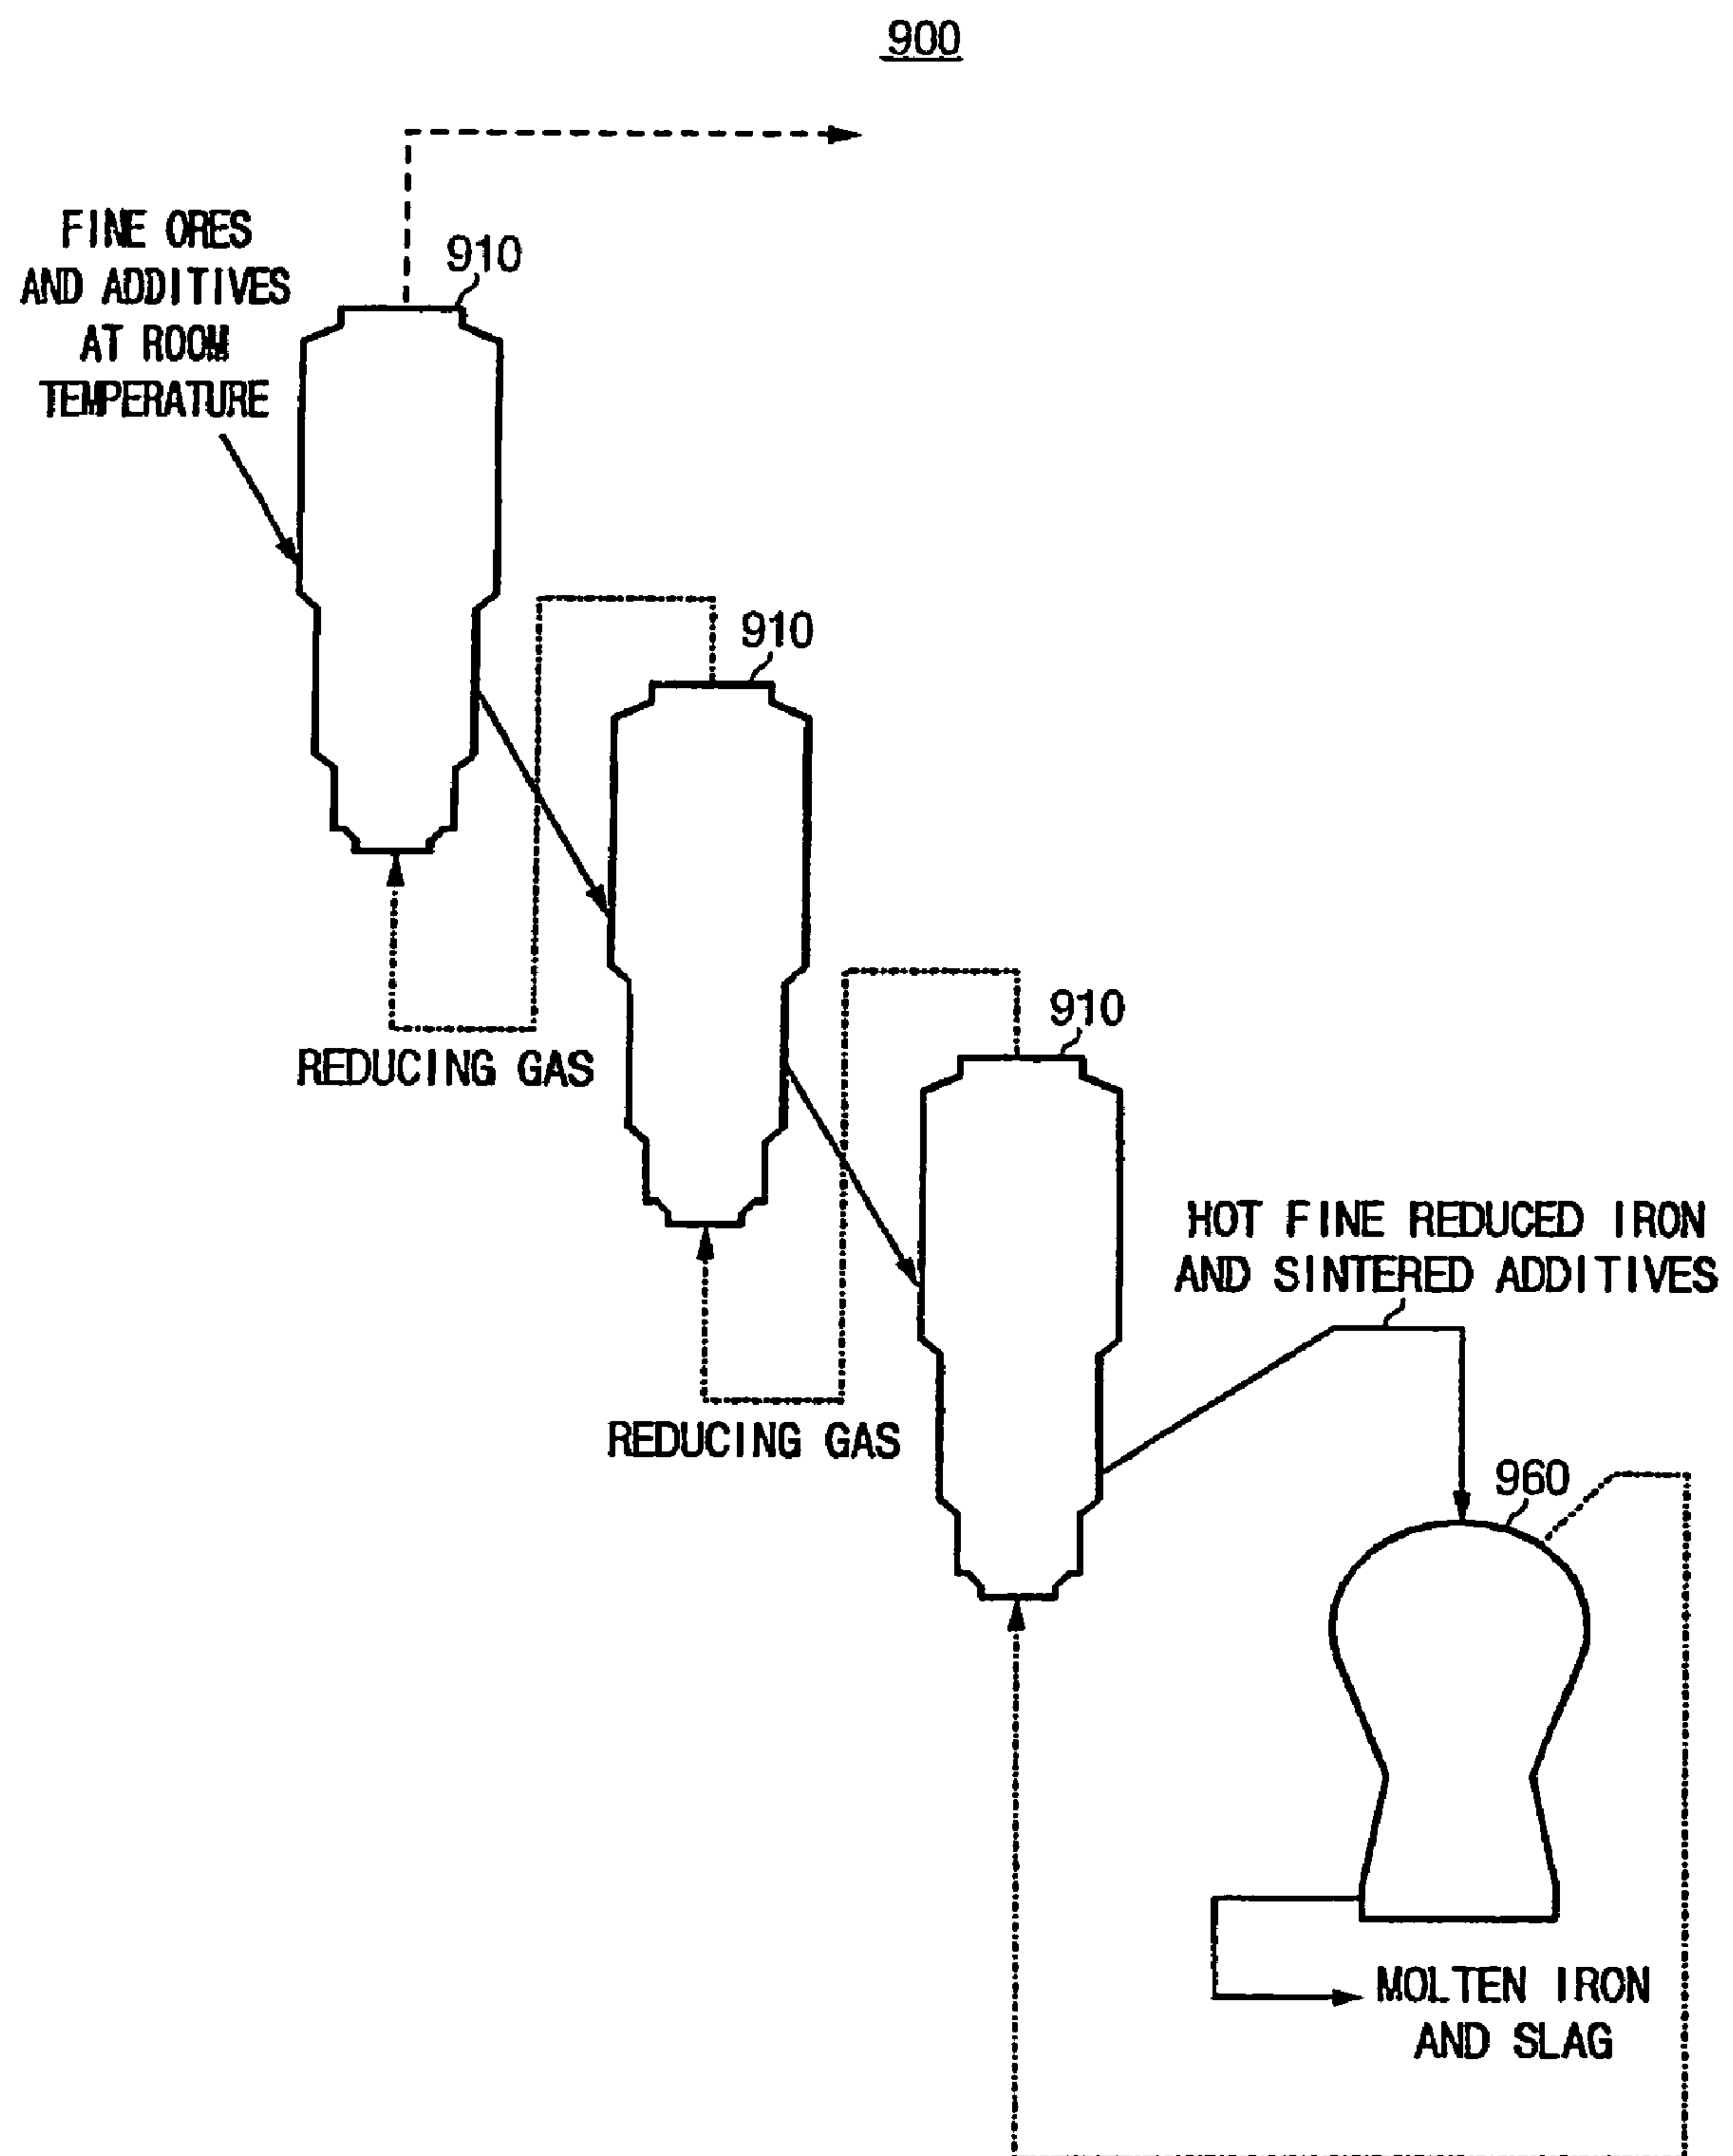 900
FINE ORES
AND ADDITIVES
AT ROOM
TEMPERATURE
910
910
REDUCING GAS
910
HOT FINE REDUCED IRON
AND SINTERED ADDITIVES
REDUCING GAS
960
MOLTEN IRON
AND SLAG